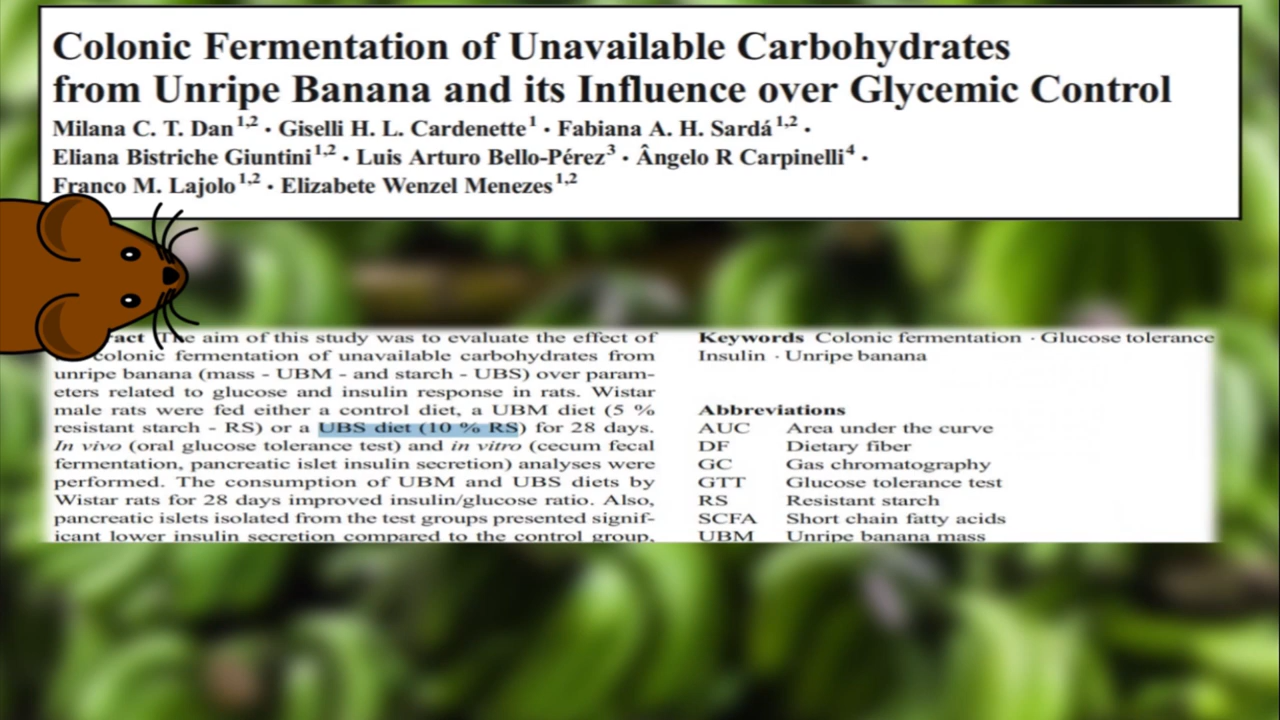 Colonic Fermentation of Unavailable Carbohydrates
from Unripe Banana and its Influence over Glycemic Control
Milana C. T. Dan 1,2 · Giselli H. L. Cardenette 1 · Fabiana A. H. Sardá 1,2 ·
Eliana Bistriche Giuntini 1,2 · Luis Arturo Bello-Pérez 3 · Ângelo R Carpinelli 4 ·
Franco M. Lajolo 1,2 · Elizabete Wenzel Menezes 1,2
aim of this study was to evaluate the effect of
colonic fermentation of unavailable carbohydrates from
unripe banana (mass - UBM - and starch - UBS) over param-
eters related to glucose and insulin response in rats. Wistar
male rats were fed either a control diet, a UBM diet (5 %
resistant starch - RS) or a UBS diet (10 % RS) for 28 days.
In vivo (oral glucose tolerance test) and in vitro (cecum fecal
fermentation, pancreatic islet insulin secretion) analyses were
performed. The consumption of UBM and UBS diets by
Wistar rats for 28 days improved insulin/glucose ratio. Also,
pancreatic islets isolated from the test groups presented signif-
icant lower insulin secretion compared to the control group,
Keywords Colonic fermentation · Glucose tolerance
Insulin · Unripe banana
Abbreviations
AUC Area under the curve
DF Dietary fiber
GC Gas chromatography
GTT Glucose tolerance test
RS Resistant starch
SCFA Short chain fatty acids
UBM Unripe banana mass